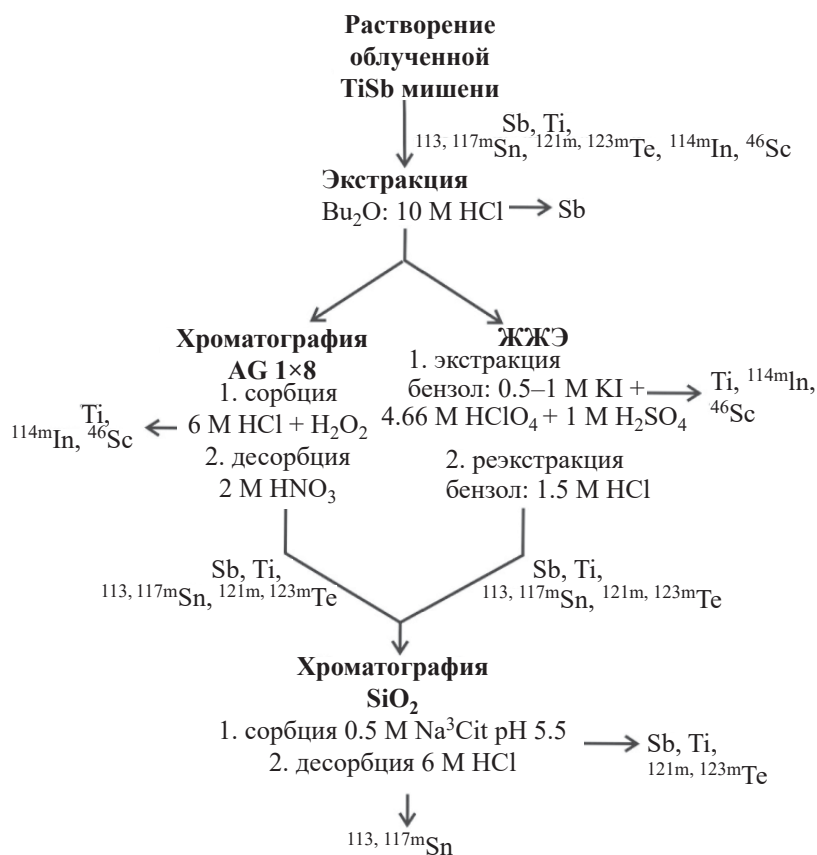 Растворение
облученной
TiSb мишени
Sb, Ti,
¹¹³, ¹¹⁷ᵐSn, ¹²¹ᵐ, ¹²³ᵐTe, ¹¹⁴ᵐIn, ⁴⁶Sc
Экстракция
Bu₂O: 10 M HCl
Sb
Хроматография
AG 1×8
1. сорбция
6 M HCl + H₂O₂
2. десорбция
2 M HNO₃
Ti,
¹¹⁴ᵐIn, ⁴⁶Sc
ЖЖЭ
1. экстракция
бензол: 0.5–1 M KI +
4.66 M HClO₄ + 1 M H₂SO₄
2. реэкстракция
бензол: 1.5 M HCl
Ti, ¹¹⁴ᵐIn,
⁴⁶Sc
Sb, Ti,
¹¹³, ¹¹⁷ᵐSn, ¹²¹ᵐ, ¹²³ᵐTe
Sb, Ti,
¹¹³, ¹¹⁷ᵐSn, ¹²¹ᵐ, ¹²³ᵐTe
Хроматография
SiO₂
1. сорбция 0.5 M Na³Cit pH 5.5
2. десорбция 6 M HCl
Sb, Ti,
¹²¹ᵐ, ¹²³ᵐTe
¹¹³, ¹¹⁷ᵐSn